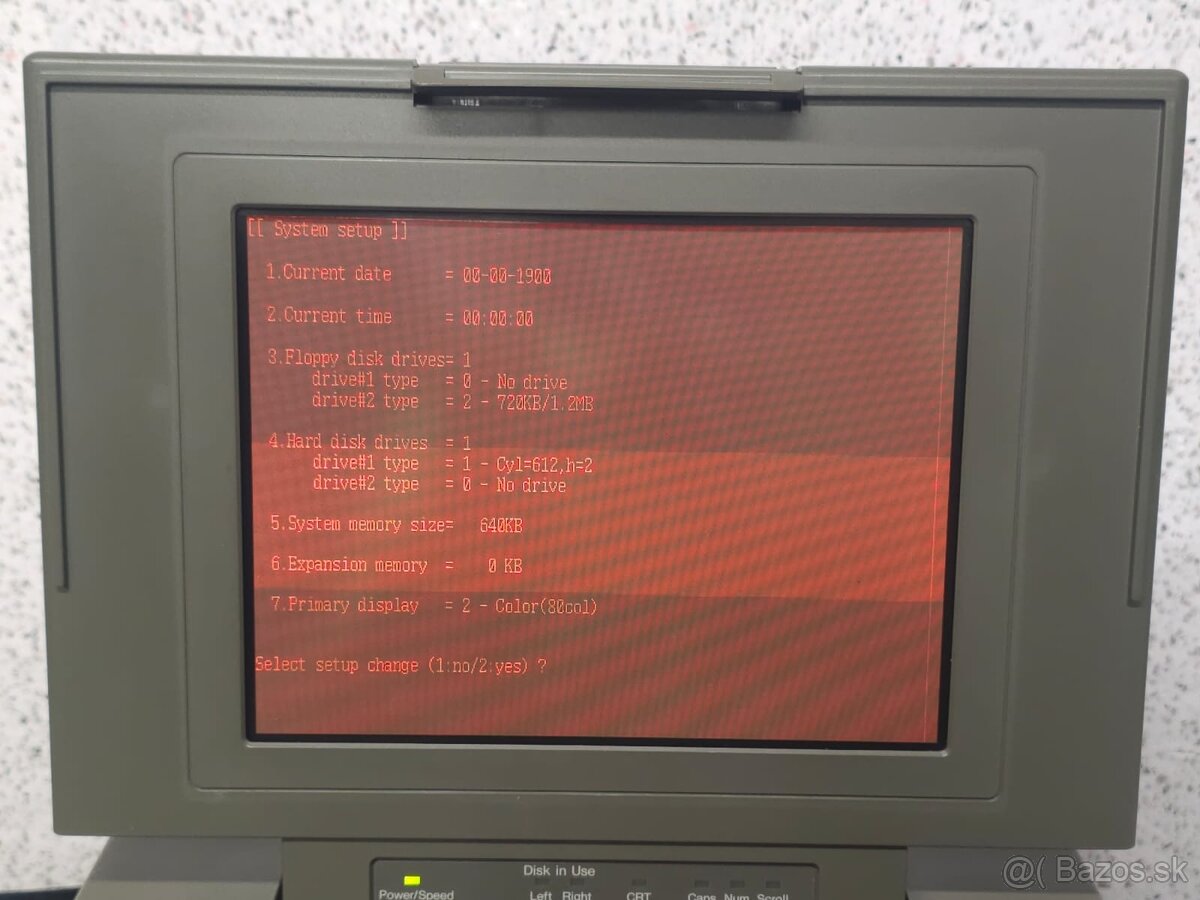 [[ System setup ]]
1.Current date = 00-00-1900
2.Current time = 00:00:00
3.Floppy disk drives= 1
drive#1 type = 0 - No drive
drive#2 type = 2 - 720KB/1.2MB
4.Hard disk drives = 1
drive#1 type = 1 - Cyl=612,h=2
drive#2 type = 0 - No drive
5.System memory size= 640KB
6.Expansion memory = 0 KB
7.Primary display = 2 - Color(80col)
Select setup change (1:no/2:yes) ?
Disk in Use
Power/Speed Left Right CRT Caps Num Scroll
@( Bazos.sk